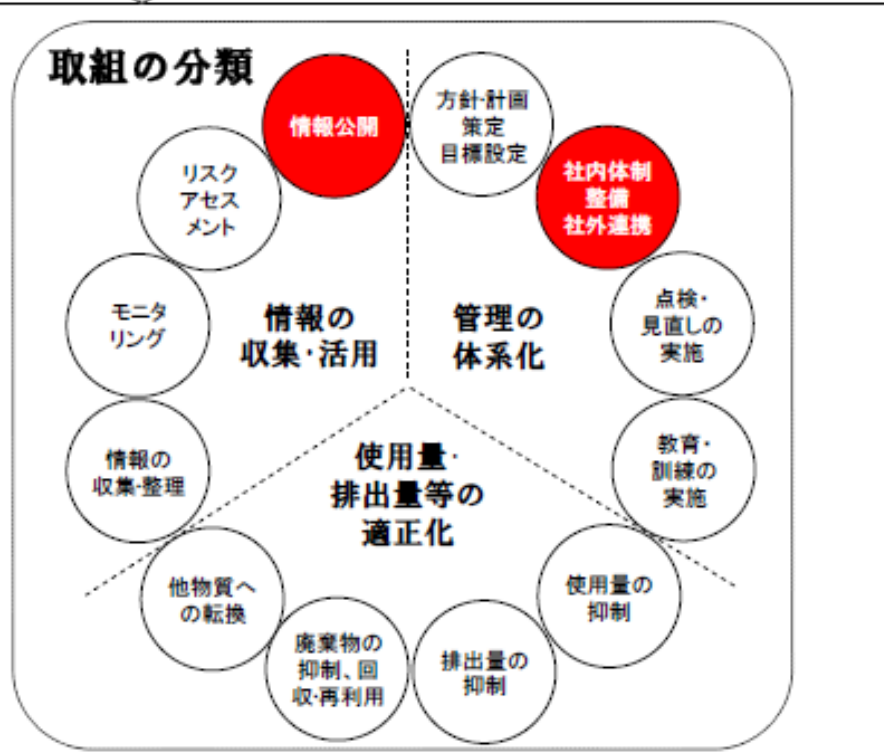 取組の分類
情報公開
方針・計画
策定
目標設定
リスク
アセス
メント
社内体制
整備
社外連携
モニタ
リング
情報の
収集・活用
管理の
体系化
点検・
見直しの
実施
情報の
収集・整理
使用量・
排出量等の
適正化
教育・
訓練の
実施
他物質へ
の転換
使用量の
抑制
廃棄物の
抑制、回
収・再利用
排出量の
抑制